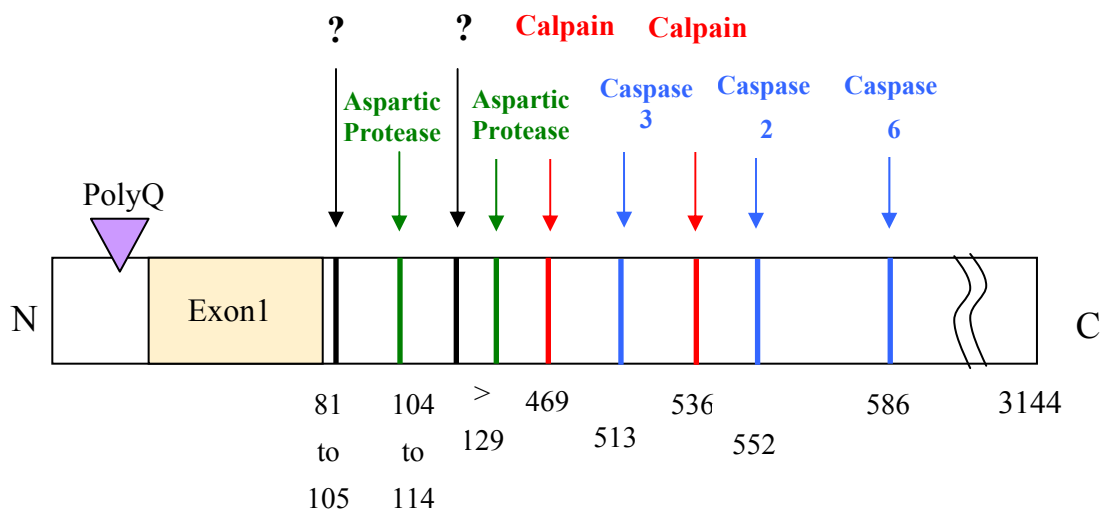 ? ? Calpain Calpain
Aspartic Protease
Aspartic Protease
Caspase 3
Caspase 2
Caspase 6
PolyQ
N
Exon1
C
81 to 105
104 to 114
> 129
469
513
536
552
586
3144